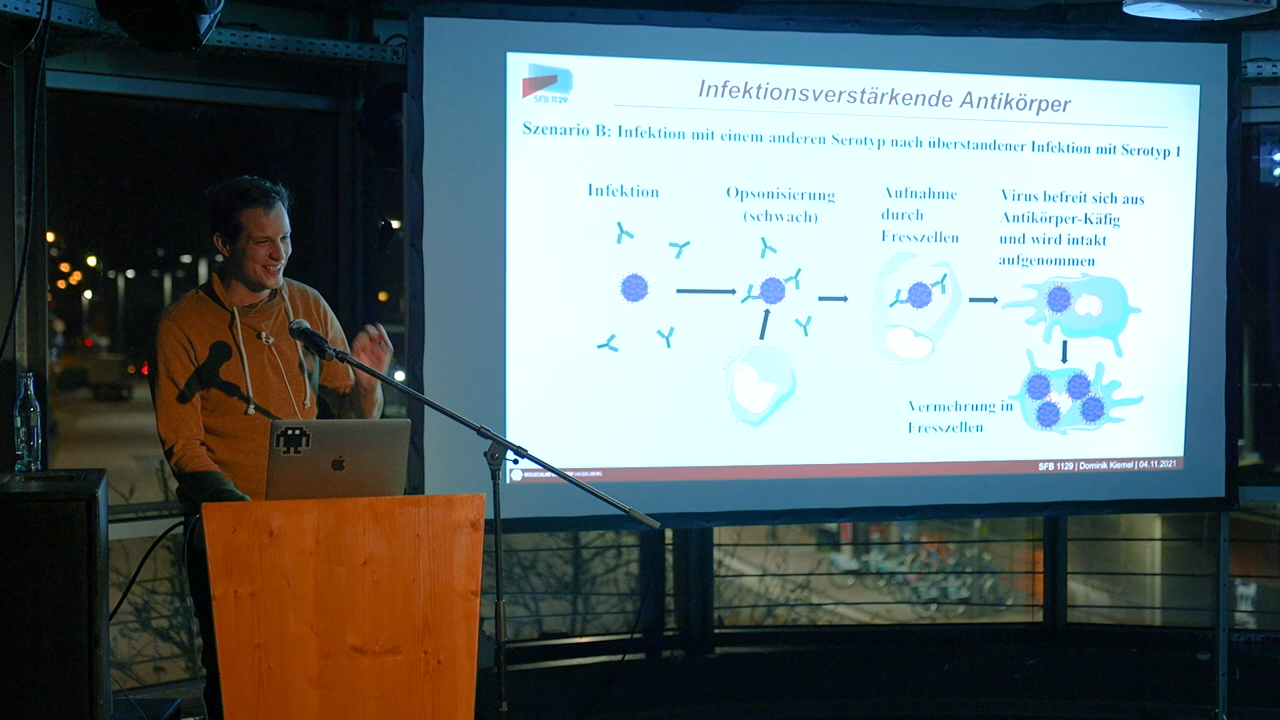 SFB 1129
Infektionsverstärkende Antikörper
Szenario B: Infektion mit einem anderen Serotyp nach überstandener Infektion mit Serotyp 1
Infektion
Opsonisierung
(schwach)
Aufnahme
durch
Fresszellen
Virus befreit sich aus
Antikörper-Käfig
und wird intakt
aufgenommen
Vermehrung in
Fresszellen
SFB 1129 | Dominik Kiemel | 04.11.2021